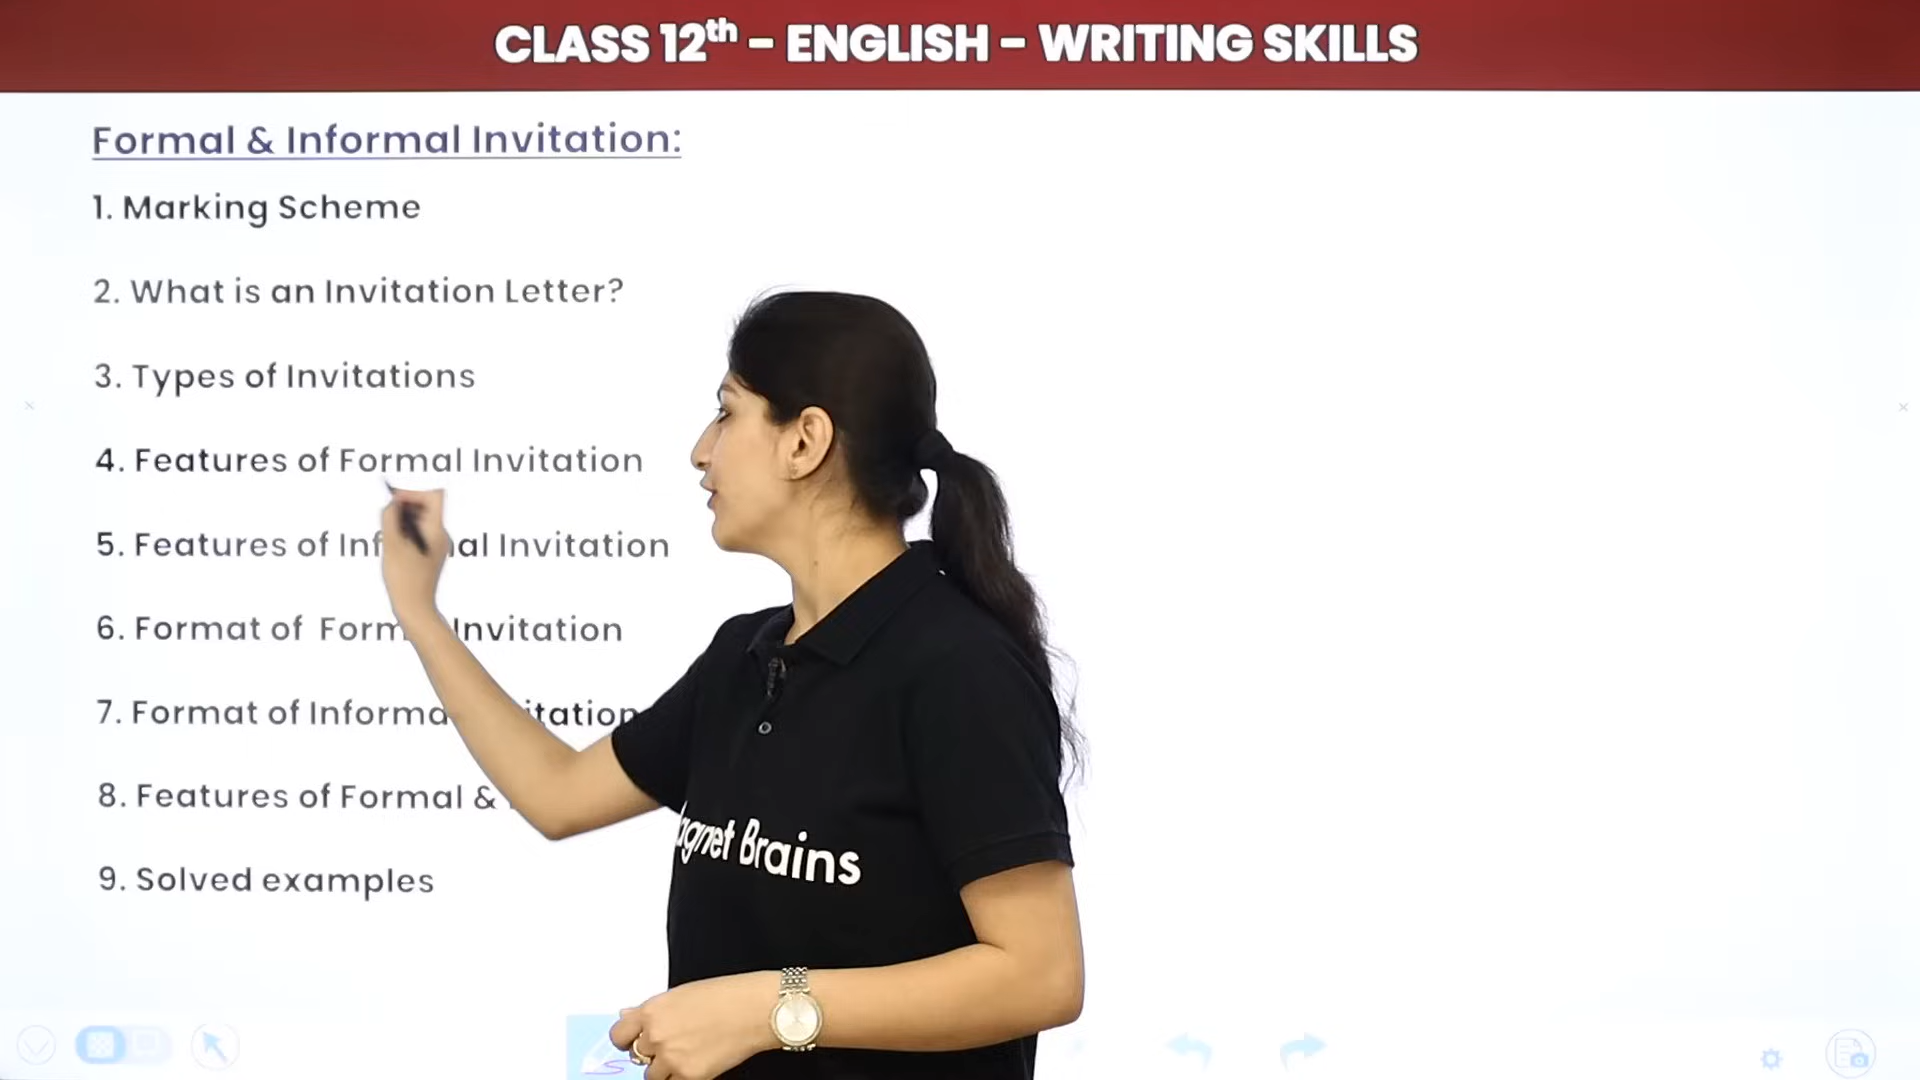 CLASS 12th – ENGLISH – WRITING SKILLS
Formal & Informal Invitation:
1. Marking Scheme
2. What is an Invitation Letter?
3. Types of Invitations
4. Features of Formal Invitation
5. Features of Inf al Invitation
6. Format of Form Invitation
7. Format of Informa itation
8. Features of Formal &
9. Solved examples
agnet Brains